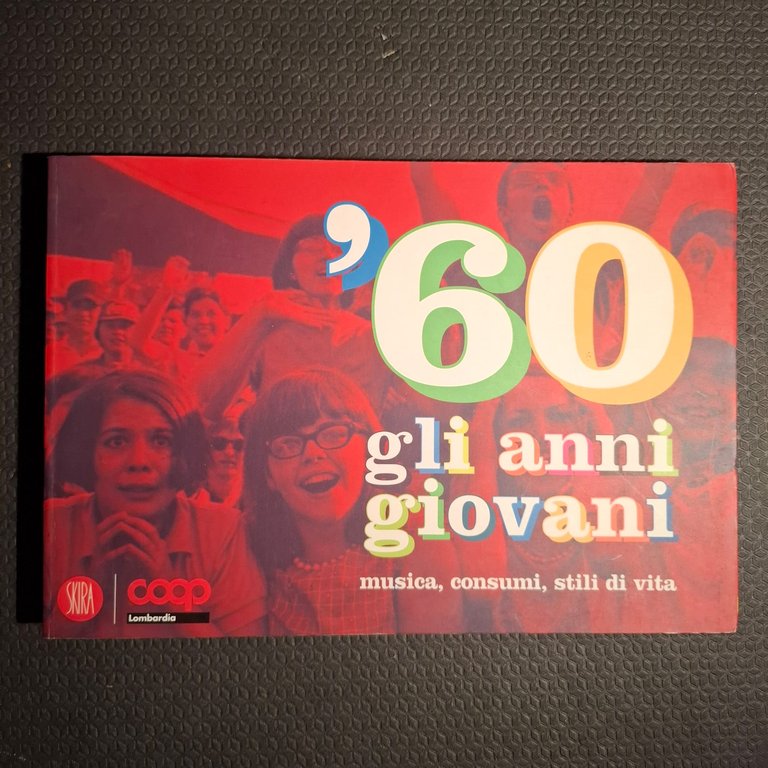 '60
gli anni
giovani
musica, consumi, stili di vita
SKIRA
coop
Lombardia